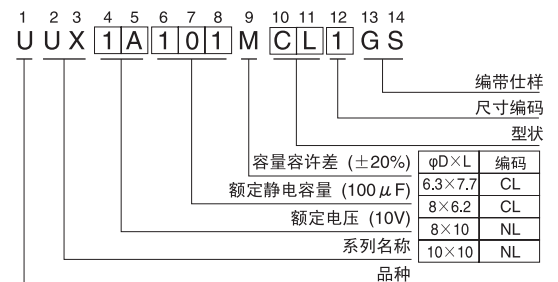 1 2 3 4 5 6 7 8 9 10 11 12 13 14
U U X 1 A 1 0 1 M C L 1 G S
编带仕样
尺寸编码
型状
容量容许差 (±20%)
额定静电容量 (100μF)
额定电压 (10V)
系列名称
品种
φD×L 编码
6.3×7.7 CL
8×6.2 CL
8×10 NL
10×10 NL